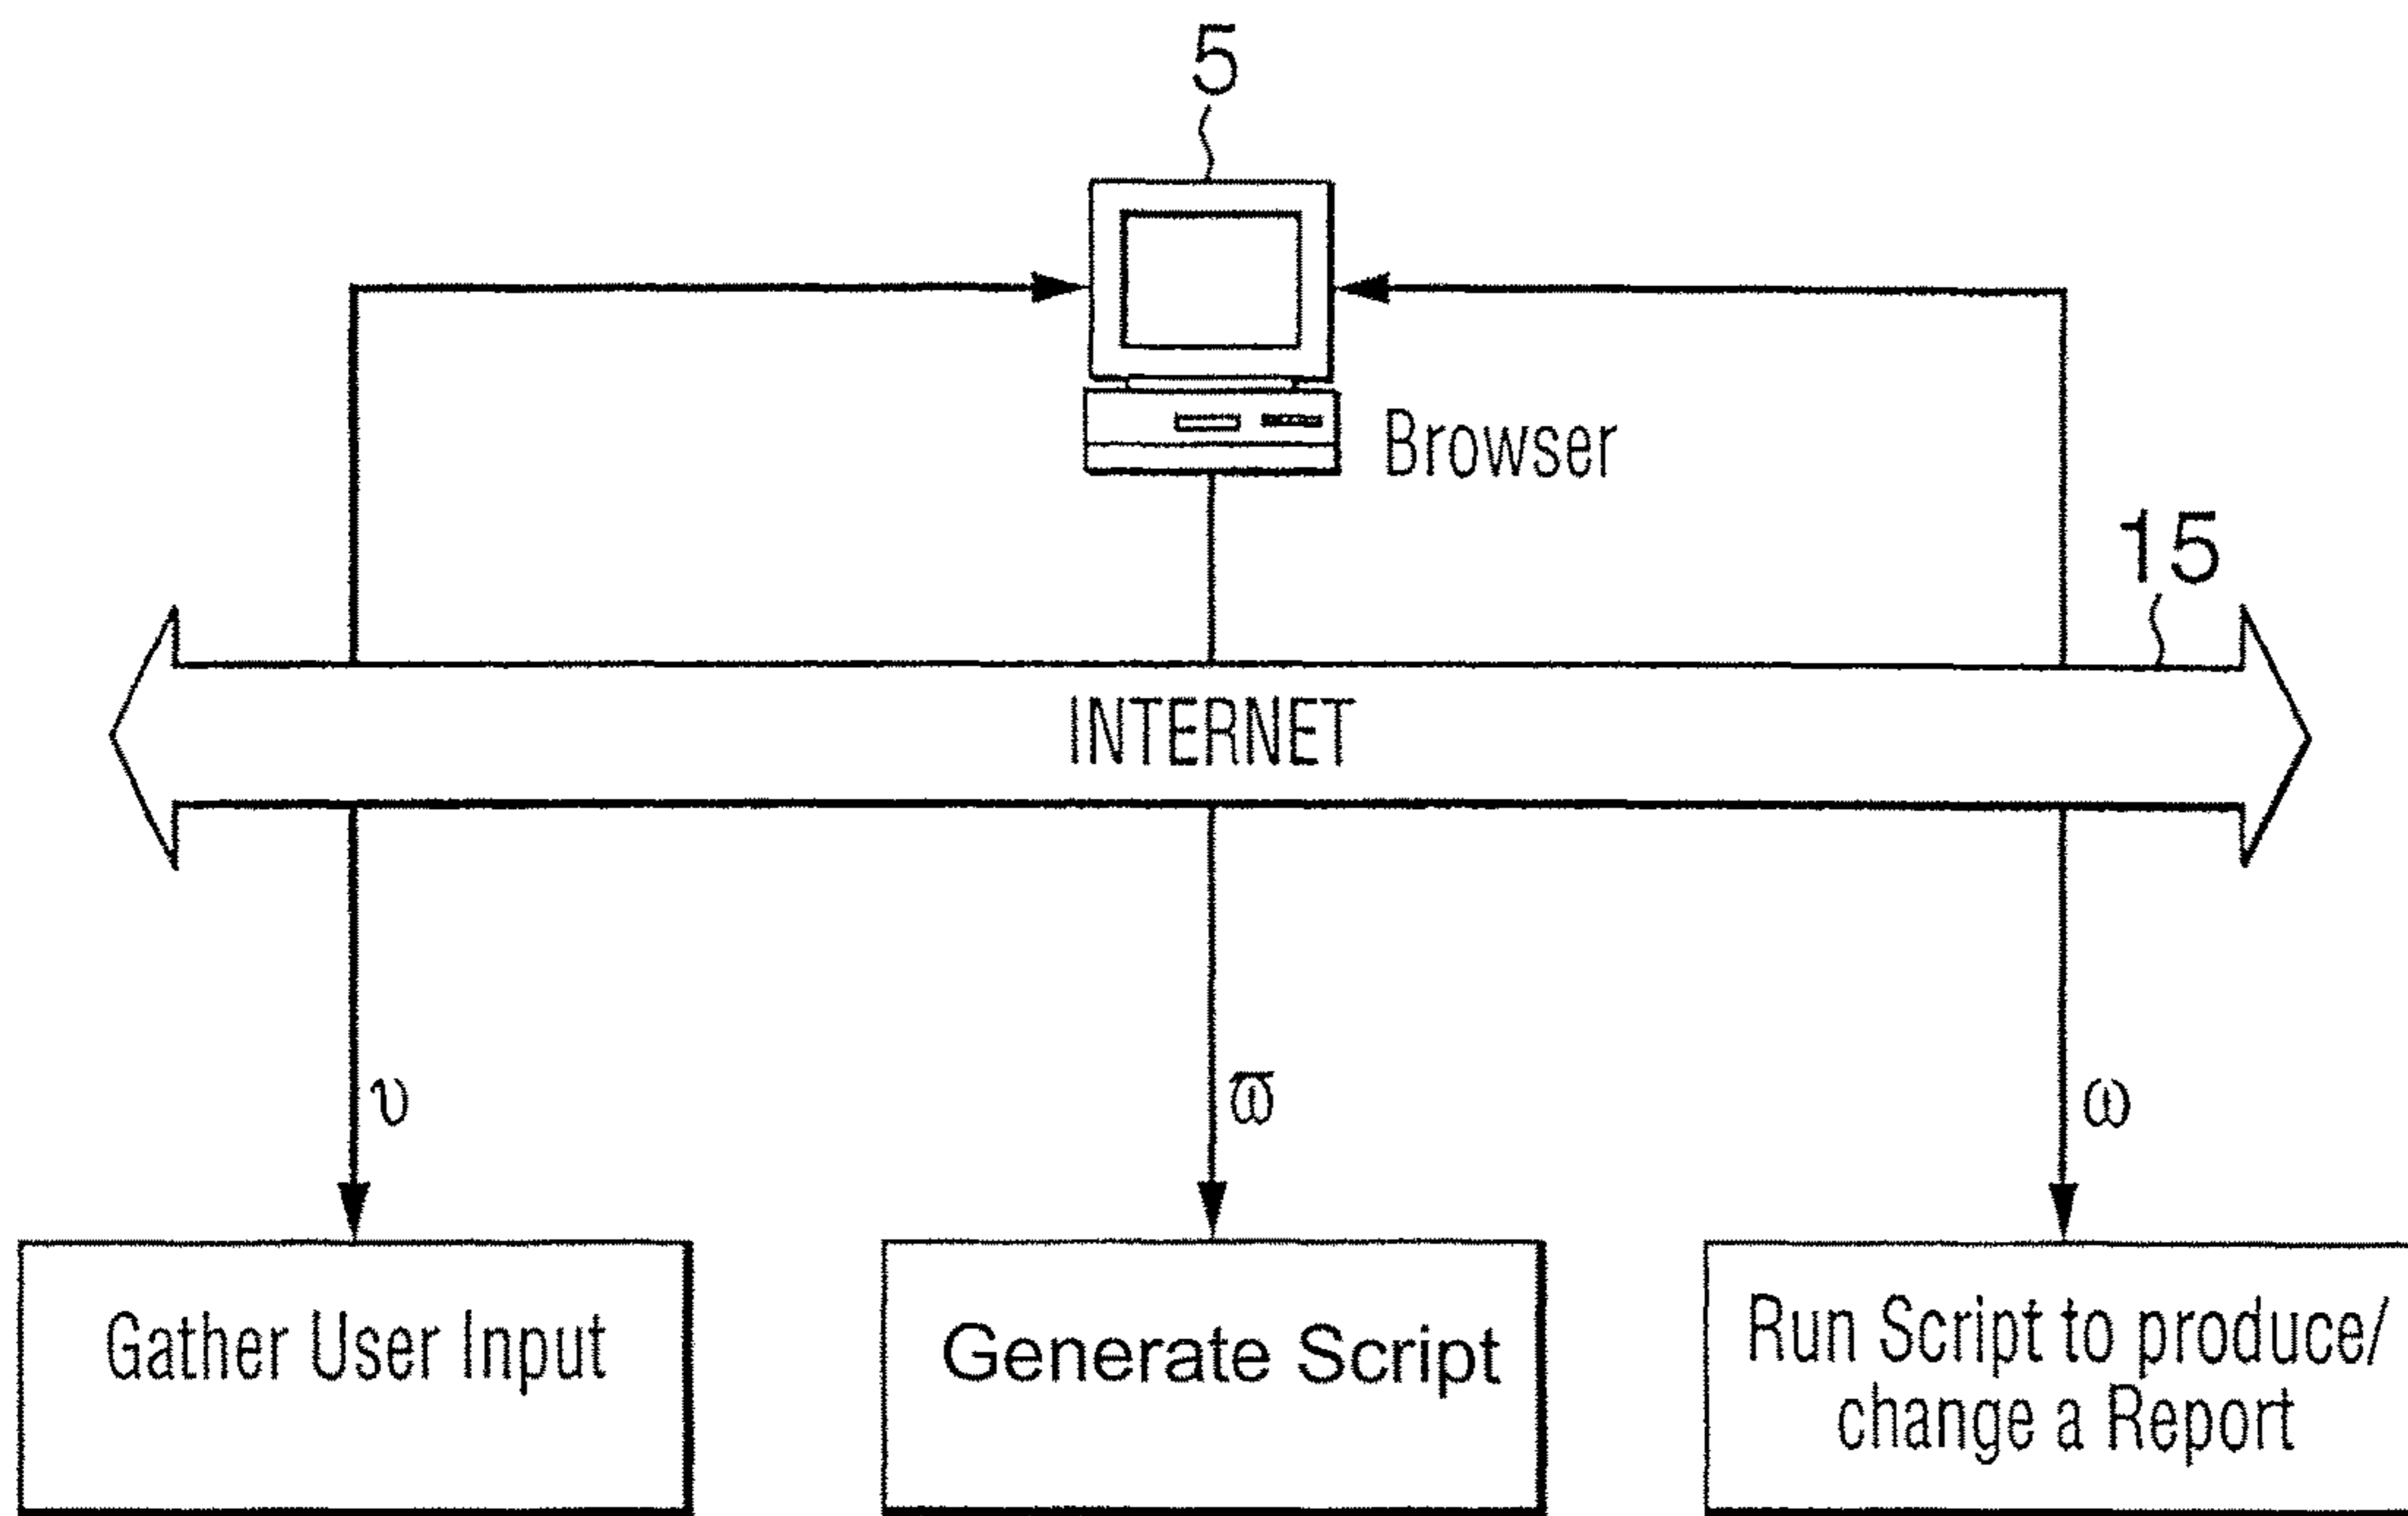 5
Browser
15
INTERNET
υ
ϖ
ω
Gather User Input
Generate Script
Run Script to produce/
change a Report